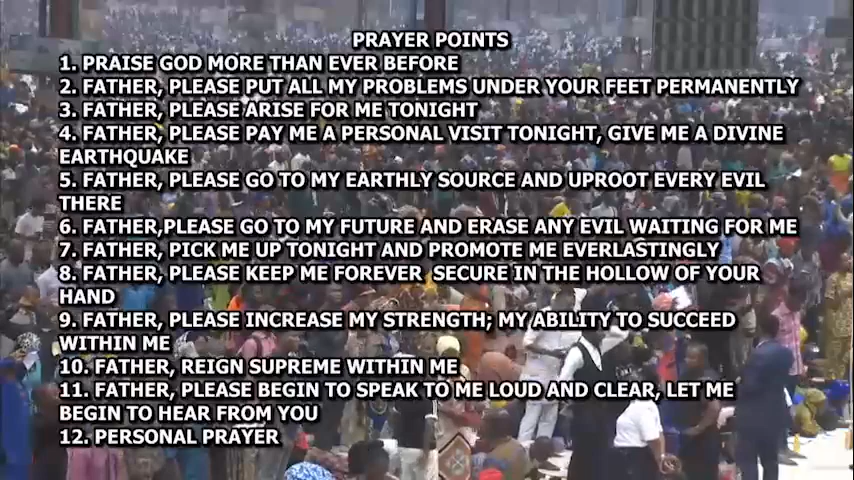 PRAYER POINTS
1. PRAISE GOD MORE THAN EVER BEFORE
2. FATHER, PLEASE PUT ALL MY PROBLEMS UNDER YOUR FEET PERMANENTLY
3. FATHER, PLEASE ARISE FOR ME TONIGHT
4. FATHER, PLEASE PAY ME A PERSONAL VISIT TONIGHT, GIVE ME A DIVINE
EARTHQUAKE
5. FATHER, PLEASE GO TO MY EARTHLY SOURCE AND UPROOT EVERY EVIL
THERE
6. FATHER,PLEASE GO TO MY FUTURE AND ERASE ANY EVIL WAITING FOR ME
7. FATHER, PICK ME UP TONIGHT AND PROMOTE ME EVERLASTINGLY
8. FATHER, PLEASE KEEP ME FOREVER  SECURE IN THE HOLLOW OF YOUR
HAND
9. FATHER, PLEASE INCREASE MY STRENGTH; MY ABILITY TO SUCCEED
WITHIN ME
10. FATHER, REIGN SUPREME WITHIN ME
11. FATHER, PLEASE BEGIN TO SPEAK TO ME LOUD AND CLEAR, LET ME
BEGIN TO HEAR FROM YOU
12. PERSONAL PRAYER